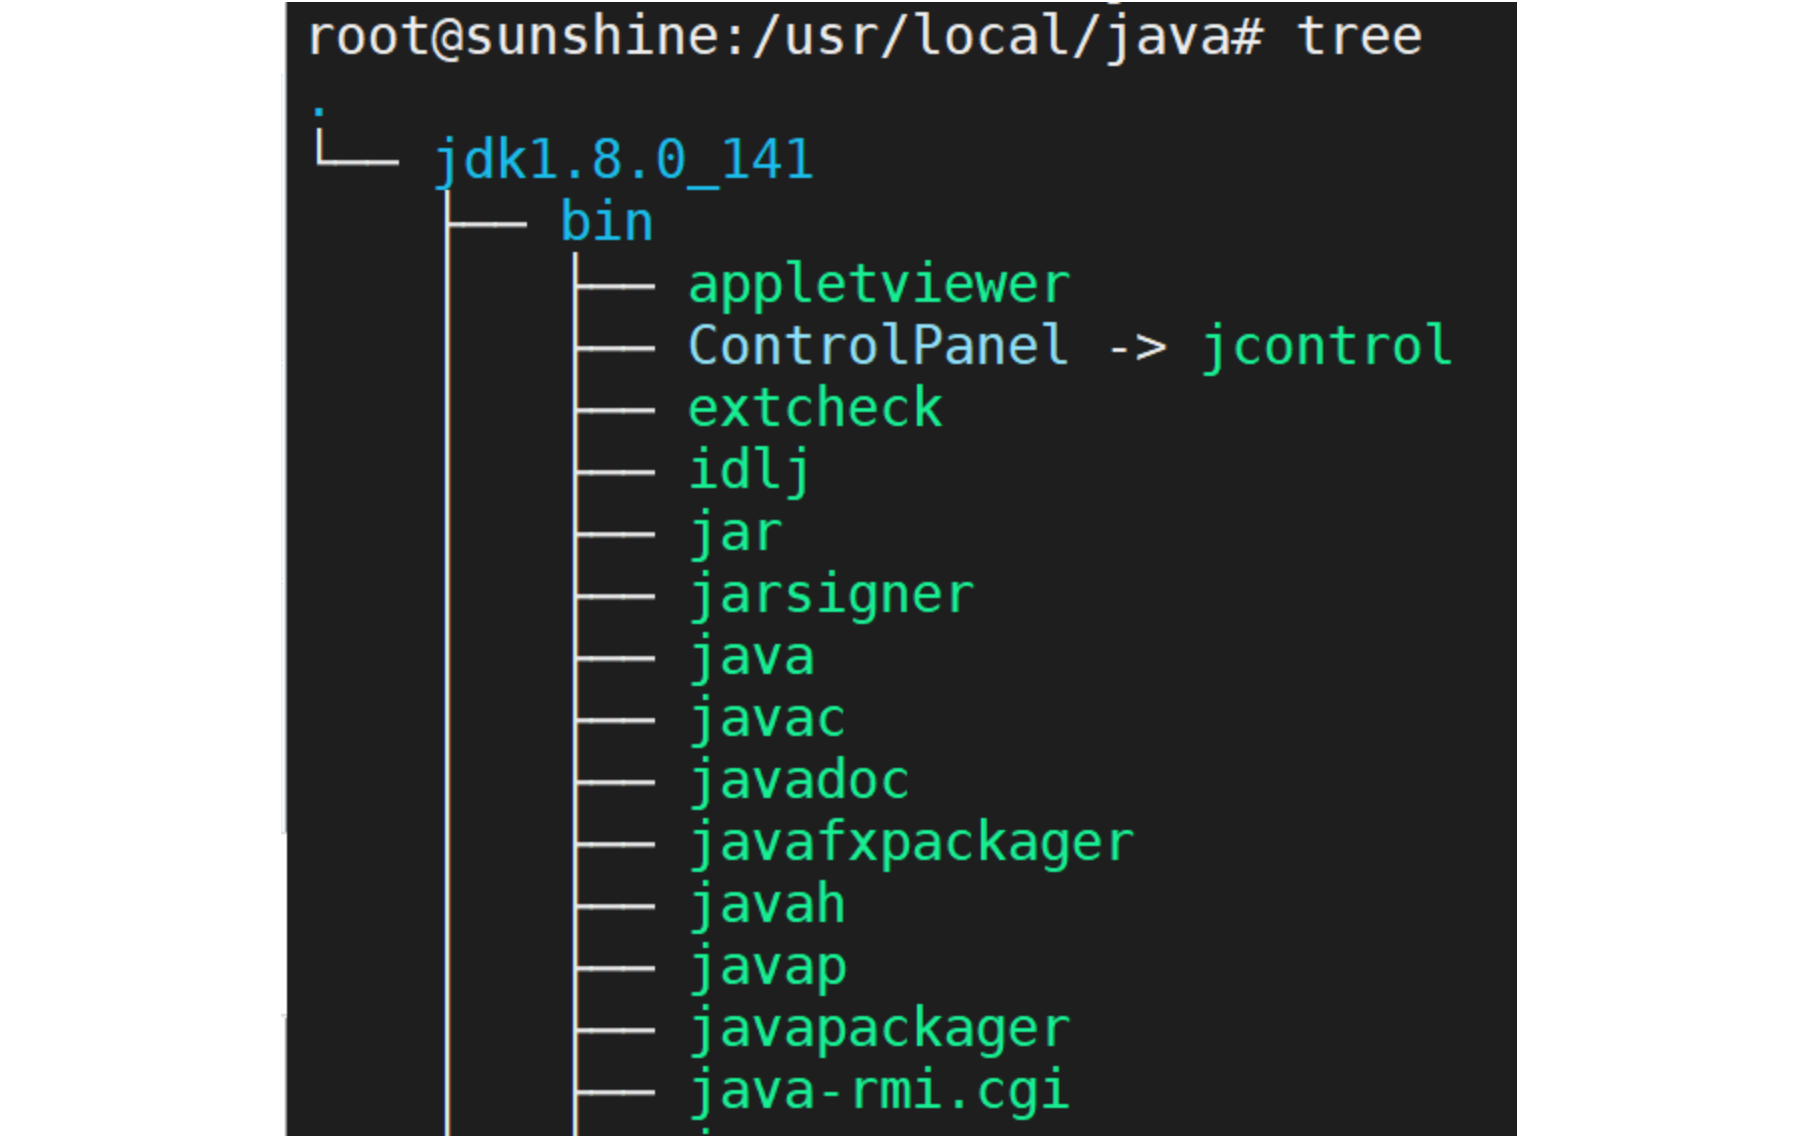 root@sunshine:/usr/local/java# tree
.
└── jdk1.8.0_141
    ├── bin
    │   ├── appletviewer
    │   ├── ControlPanel -> jcontrol
    │   ├── extcheck
    │   ├── idlj
    │   ├── jar
    │   ├── jarsigner
    │   ├── java
    │   ├── javac
    │   ├── javadoc
    │   ├── javafxpackager
    │   ├── javah
    │   ├── javap
    │   ├── javapackager
    │   ├── java-rmi.cgi